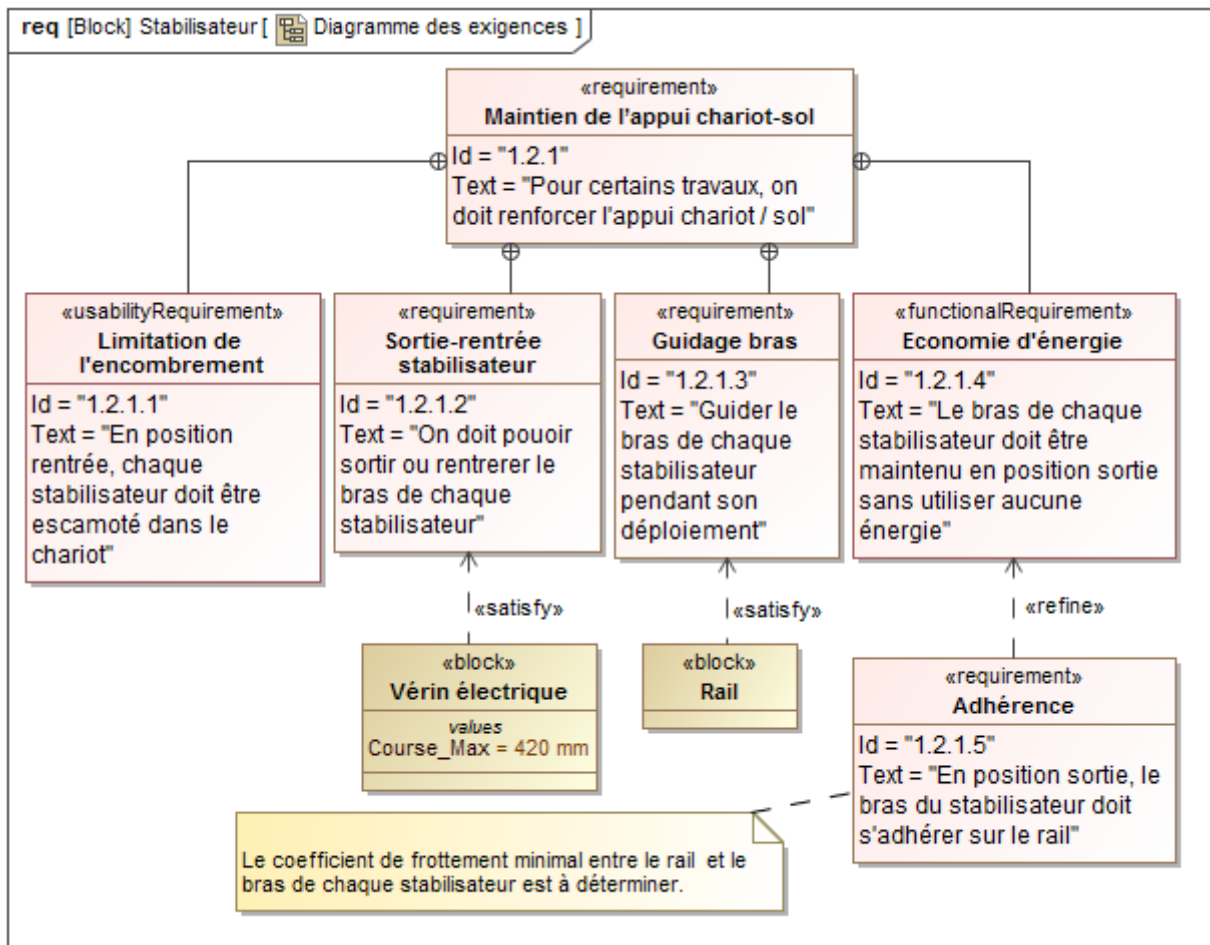 req [Block] Stabilisateur [ Diagramme des exigences ]
«requirement»
Maintien de l'appui chariot-sol
Id = "1.2.1"
Text = "Pour certains travaux, on
doit renforcer l'appui chariot / sol"
«usabilityRequirement»
Limitation de
l'encombrement
Id = "1.2.1.1"
Text = "En position
rentrée, chaque
stabilisateur doit être
escamoté dans le
chariot"
«requirement»
Sortie-rentrée
stabilisateur
Id = "1.2.1.2"
Text = "On doit pouoir
sortir ou rentrerer le
bras de chaque
stabilisateur"
«requirement»
Guidage bras
Id = "1.2.1.3"
Text = "Guider le
bras de chaque
stabilisateur
pendant son
déploiement"
«functionalRequirement»
Economie d'énergie
Id = "1.2.1.4"
Text = "Le bras de chaque
stabilisateur doit être
maintenu en position sortie
sans utiliser aucune
énergie"
«satisfy»
«satisfy»
«refine»
«block»
Vérin électrique
values
Course_Max = 420 mm
«block»
Rail
«requirement»
Adhérence
Id = "1.2.1.5"
Text = "En position sortie, le
bras du stabilisateur doit
s'adhérer sur le rail"
Le coefficient de frottement minimal entre le rail et le
bras de chaque stabilisateur est à déterminer.